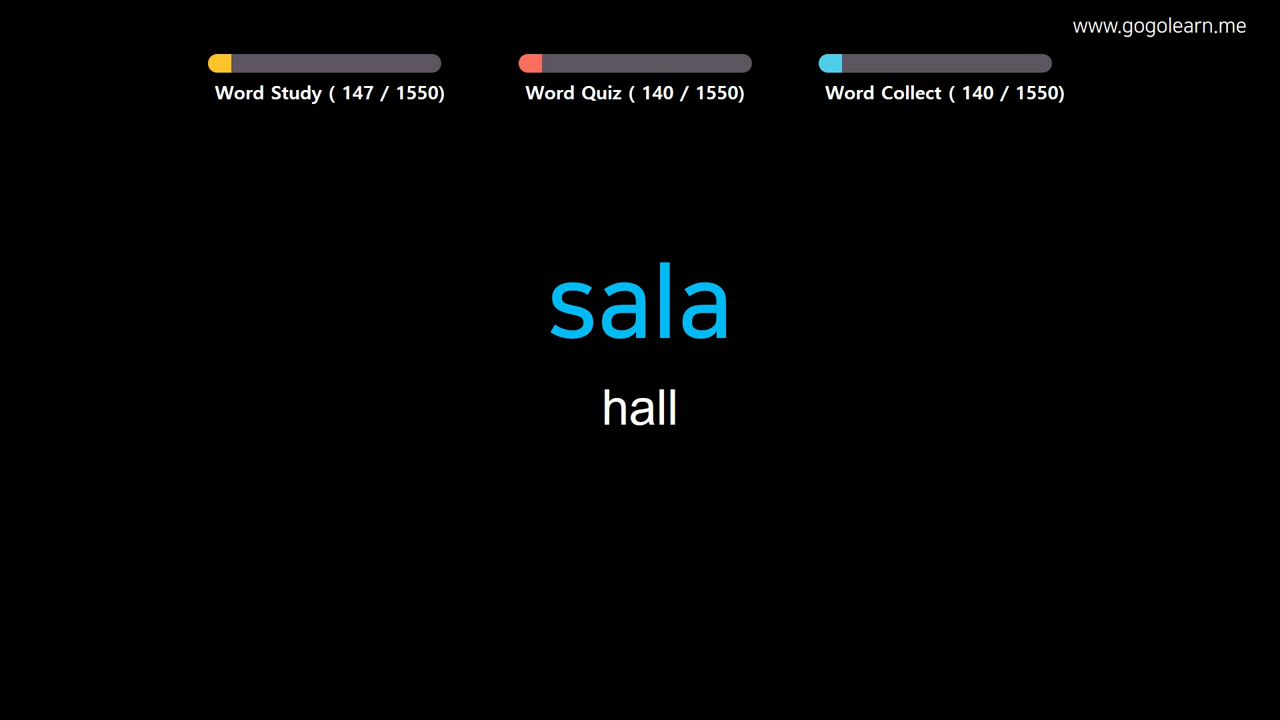 www.gogolearn.me
Word Study ( 147 / 1550)
Word Quiz ( 140 / 1550)
Word Collect ( 140 / 1550)
sala
hall